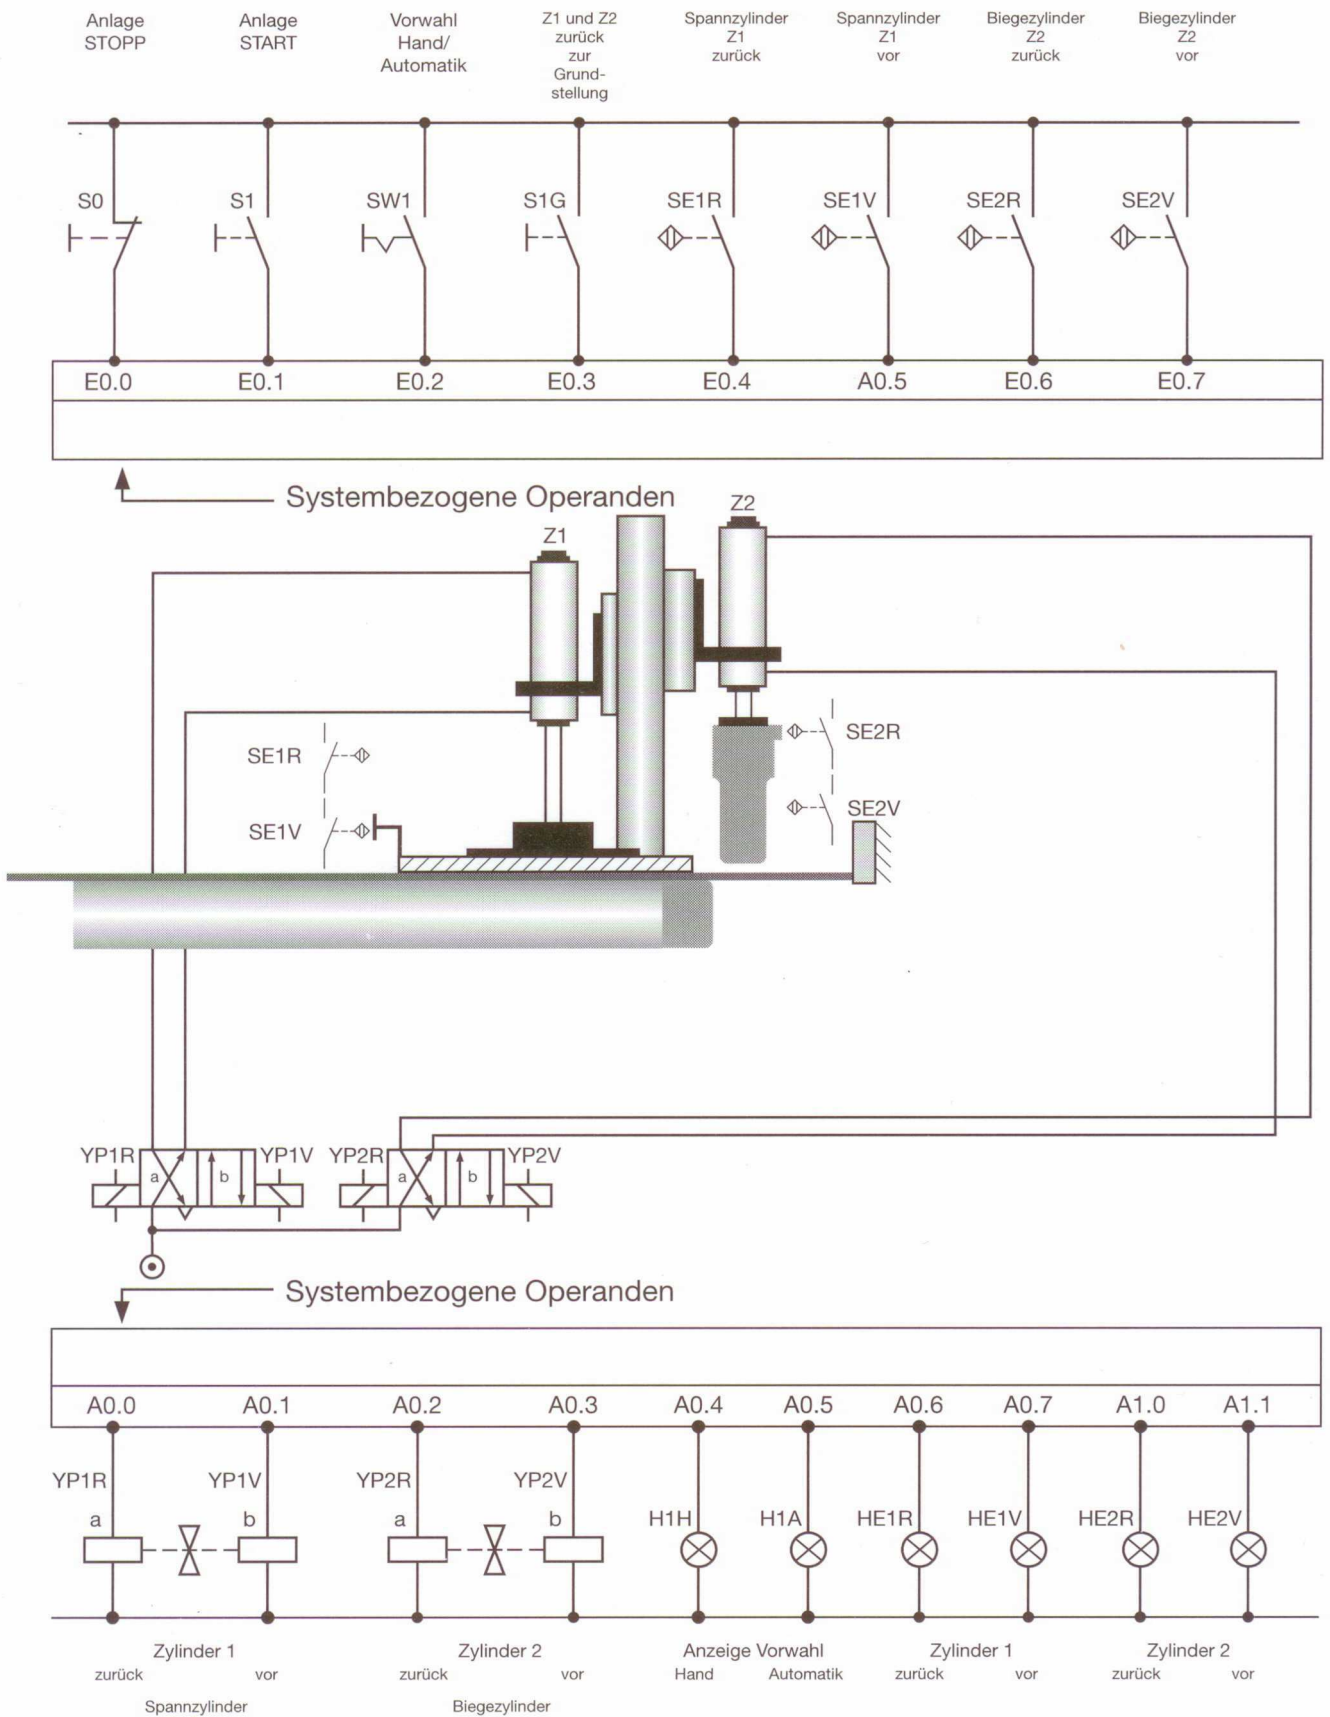 Anlage
STOPP
Anlage
START
Vorwahl
Hand/
Automatik
Z1 und Z2
zurück
zur
Grund-
stellung
Spannzylinder
Z1
zurück
Spannzylinder
Z1
vor
Biegezylinder
Z2
zurück
Biegezylinder
Z2
vor
S0 S1 SW1 S1G SE1R SE1V SE2R SE2V
E0.0 E0.1 E0.2 E0.3 E0.4 A0.5 E0.6 E0.7
Systembezogene Operanden
Z1
Z2
SE1R
SE1V
SE2R
SE2V
YP1R a b YP1V
YP2R a b YP2V
Systembezogene Operanden
A0.0 A0.1 A0.2 A0.3 A0.4 A0.5 A0.6 A0.7 A1.0 A1.1
YP1R YP1V YP2R YP2V
a b a b
H1H H1A HE1R HE1V HE2R HE2V
Zylinder 1
zurück vor
Spannzylinder
Zylinder 2
zurück vor
Biegezylinder
Anzeige Vorwahl
Hand Automatik
Zylinder 1
zurück vor
Zylinder 2
zurück vor